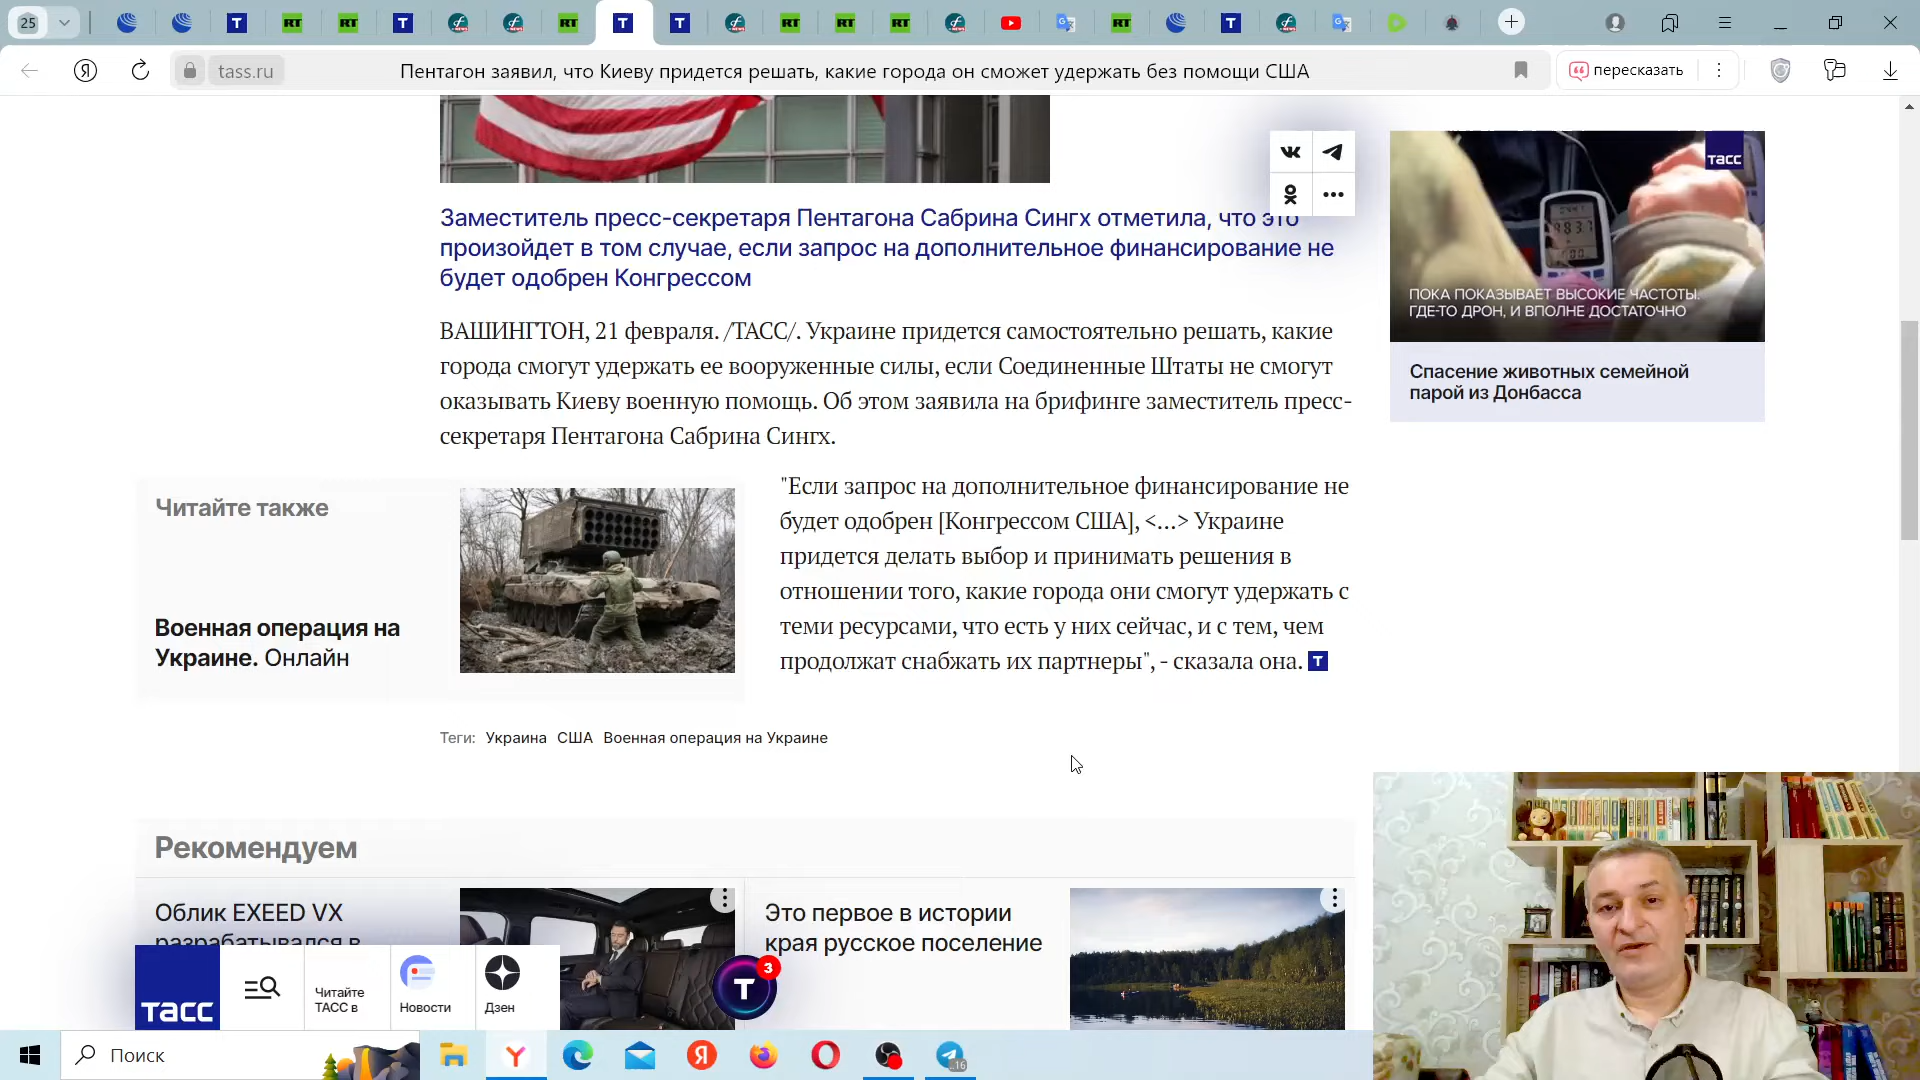 25
tass.ru
Пентагон заявил, что Киеву придется решать, какие города он сможет удержать без помощи США
пересказать
Заместитель пресс-секретаря Пентагона Сабрина Сингх отметила, что это
произойдет в том случае, если запрос на дополнительное финансирование не
будет одобрен Конгрессом
ВАШИНГТОН, 21 февраля. /ТАСС/. Украине придется самостоятельно решать, какие
города смогут удержать ее вооруженные силы, если Соединенные Штаты не смогут
оказывать Киеву военную помощь. Об этом заявила на брифинге заместитель пресс-
секретаря Пентагона Сабрина Сингх.
ТАСС
ПОКА ПОКАЗЫВАЕТ ВЫСОКИЕ ЧАСТОТЫ.
ГДЕ-ТО ДРОН, И ВПОЛНЕ ДОСТАТОЧНО
Спасение животных семейной
парой из Донбасса
Читайте также
Военная операция на
Украине. Онлайн
"Если запрос на дополнительное финансирование не
будет одобрен [Конгрессом США], <...> Украине
придется делать выбор и принимать решения в
отношении того, какие города они смогут удержать с
теми ресурсами, что есть у них сейчас, и с тем, чем
продолжат снабжать их партнеры", - сказала она.
Теги: Украина США Военная операция на Украине
Рекомендуем
Облик EXEED VX
разрабатывался в
Это первое в истории
края русское поселение
ТАСС
Читайте
ТАСС в
Новости
Дзен
T
3
Поиск
16